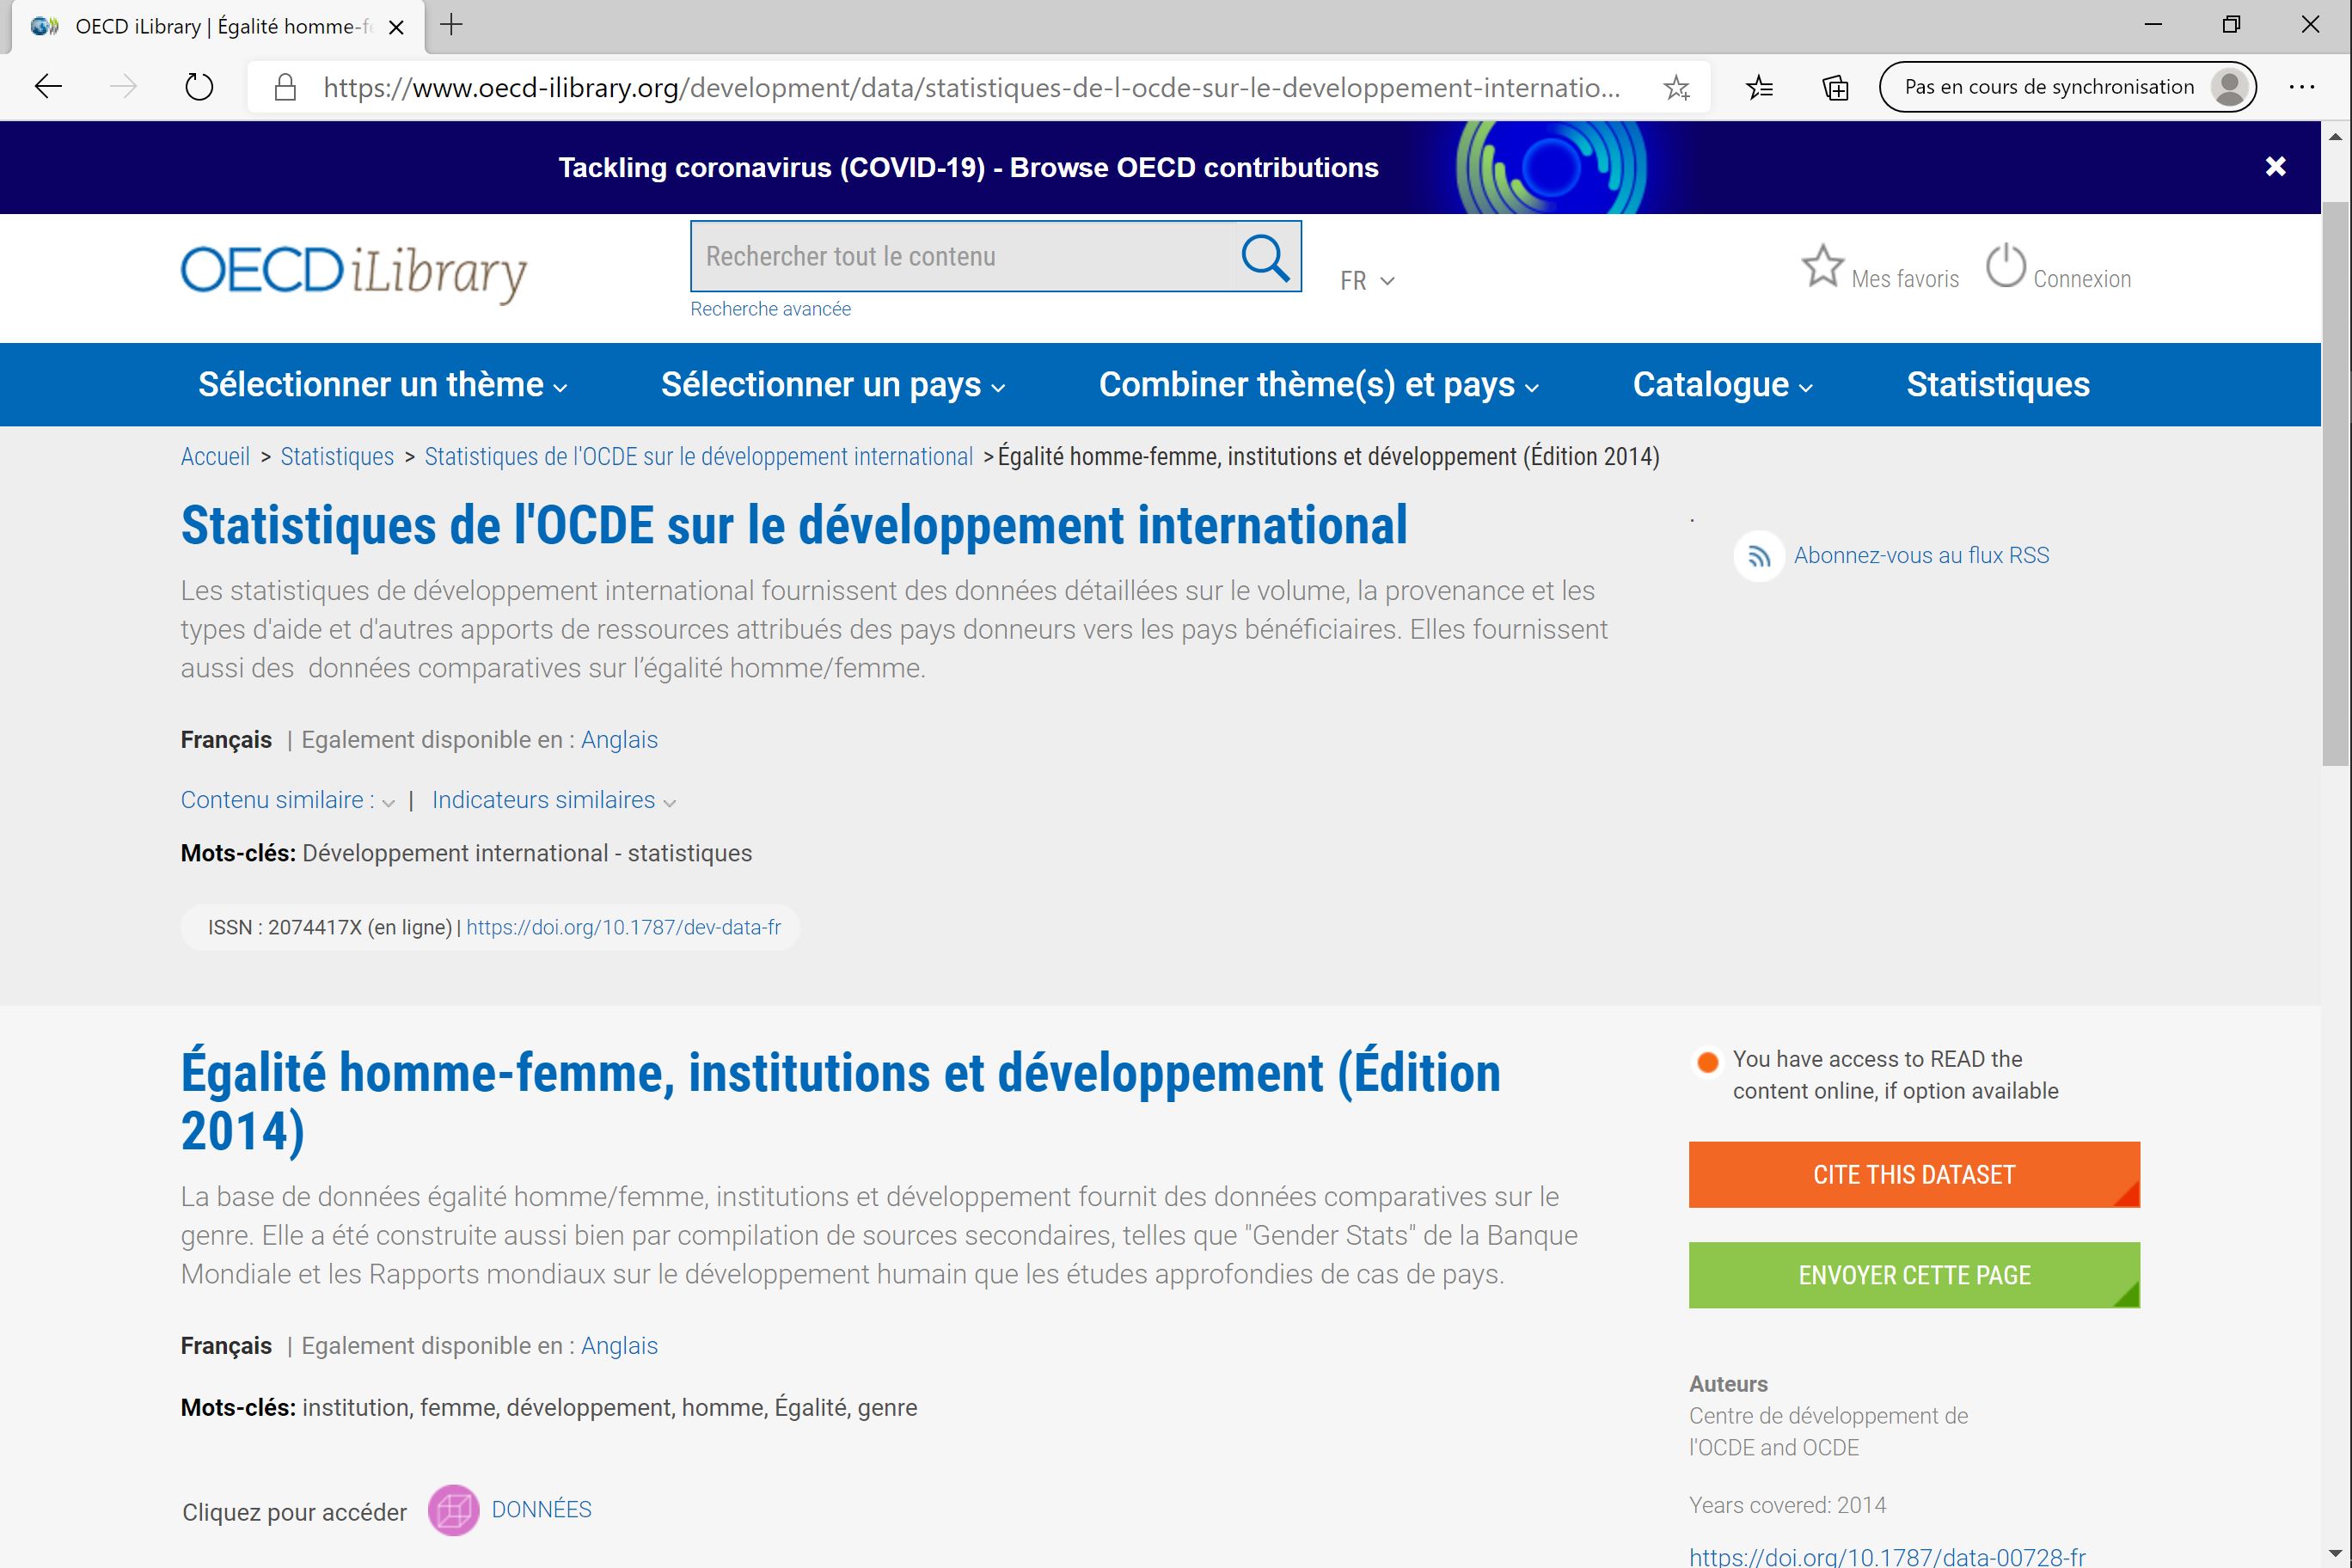 OECD iLibrary | Égalité homme-f
https://www.oecd-ilibrary.org/development/data/statistiques-de-l-ocde-sur-le-developpement-internatio...
Pas en cours de synchronisation
Tackling coronavirus (COVID-19) - Browse OECD contributions
OECD iLibrary
Rechercher tout le contenu
Recherche avancée
FR
Mes favoris
Connexion
Sélectionner un thème
Sélectionner un pays
Combiner thème(s) et pays
Catalogue
Statistiques
Accueil > Statistiques > Statistiques de l'OCDE sur le développement international >Égalité homme-femme, institutions et développement (Édition 2014)
Statistiques de l'OCDE sur le développement international
Les statistiques de développement international fournissent des données détaillées sur le volume, la provenance et les
types d'aide et d'autres apports de ressources attribués des pays donneurs vers les pays bénéficiaires. Elles fournissent
aussi des  données comparatives sur l’égalité homme/femme.
Français | Egalement disponible en : Anglais
Contenu similaire : | Indicateurs similaires
Mots-clés: Développement international - statistiques
ISSN : 2074417X (en ligne) | https://doi.org/10.1787/dev-data-fr
.
Abonnez-vous au flux RSS
Égalité homme-femme, institutions et développement (Édition
2014)
La base de données égalité homme/femme, institutions et développement fournit des données comparatives sur le
genre. Elle a été construite aussi bien par compilation de sources secondaires, telles que "Gender Stats" de la Banque
Mondiale et les Rapports mondiaux sur le développement humain que les études approfondies de cas de pays.
Français | Egalement disponible en : Anglais
Mots-clés: institution, femme, développement, homme, Égalité, genre
Cliquez pour accéder DONNÉES
You have access to READ the
content online, if option available
CITE THIS DATASET
ENVOYER CETTE PAGE
Auteurs
Centre de développement de
l'OCDE and OCDE
Years covered: 2014
https://doi.org/10.1787/data-00728-fr